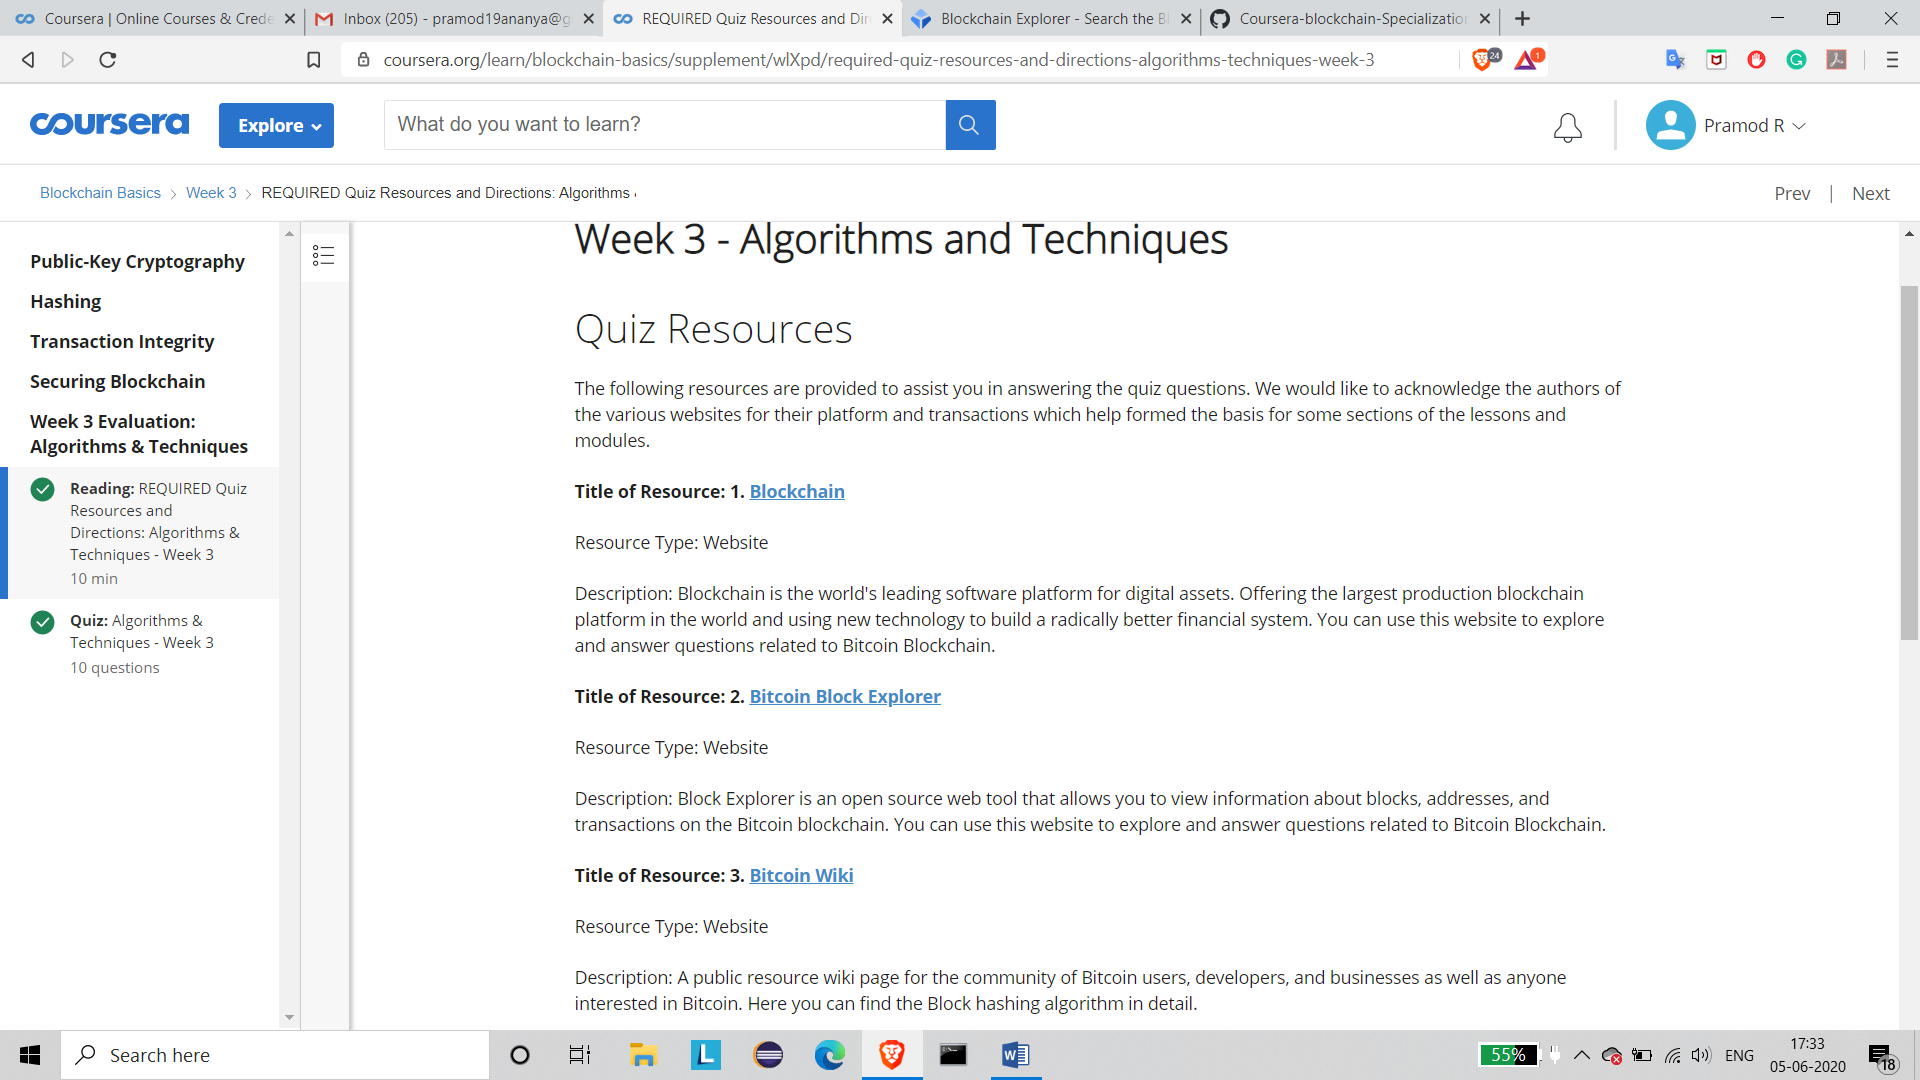 Coursera | Online Courses & Crede
Inbox (205) - pramod19ananya@g
REQUIRED Quiz Resources and Dire
Blockchain Explorer - Search the Bl
Coursera-blockchain-Specialization
coursera.org/learn/blockchain-basics/supplement/wlXpd/required-quiz-resources-and-directions-algorithms-techniques-week-3
24
1
coursera
Explore
What do you want to learn?
Pramod R
Blockchain Basics
Week 3
REQUIRED Quiz Resources and Directions: Algorithms
Prev | Next
Public-Key Cryptography
Hashing
Transaction Integrity
Securing Blockchain
Week 3 Evaluation:
Algorithms & Techniques
Reading: REQUIRED Quiz
Resources and
Directions: Algorithms &
Techniques - Week 3
10 min
Quiz: Algorithms &
Techniques - Week 3
10 questions
Week 3 - Algorithms and Techniques
Quiz Resources
The following resources are provided to assist you in answering the quiz questions. We would like to acknowledge the authors of
the various websites for their platform and transactions which help formed the basis for some sections of the lessons and
modules.
Title of Resource: 1. Blockchain
Resource Type: Website
Description: Blockchain is the world's leading software platform for digital assets. Offering the largest production blockchain
platform in the world and using new technology to build a radically better financial system. You can use this website to explore
and answer questions related to Bitcoin Blockchain.
Title of Resource: 2. Bitcoin Block Explorer
Resource Type: Website
Description: Block Explorer is an open source web tool that allows you to view information about blocks, addresses, and
transactions on the Bitcoin blockchain. You can use this website to explore and answer questions related to Bitcoin Blockchain.
Title of Resource: 3. Bitcoin Wiki
Resource Type: Website
Description: A public resource wiki page for the community of Bitcoin users, developers, and businesses as well as anyone
interested in Bitcoin. Here you can find the Block hashing algorithm in detail.
Search here
55%
ENG
17:33
05-06-2020
18